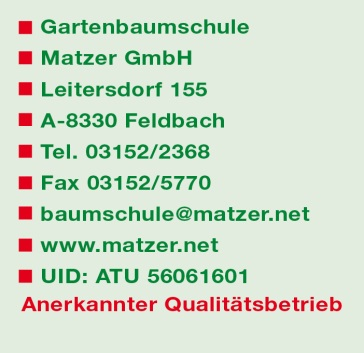 Gartenbaumschule
Matzer GmbH
Leitersdorf 155
A-8330 Feldbach
Tel. 03152/2368
Fax 03152/5770
baumschule@matzer.net
www.matzer.net
UID: ATU 56061601
Anerkannter Qualitätsbetrieb